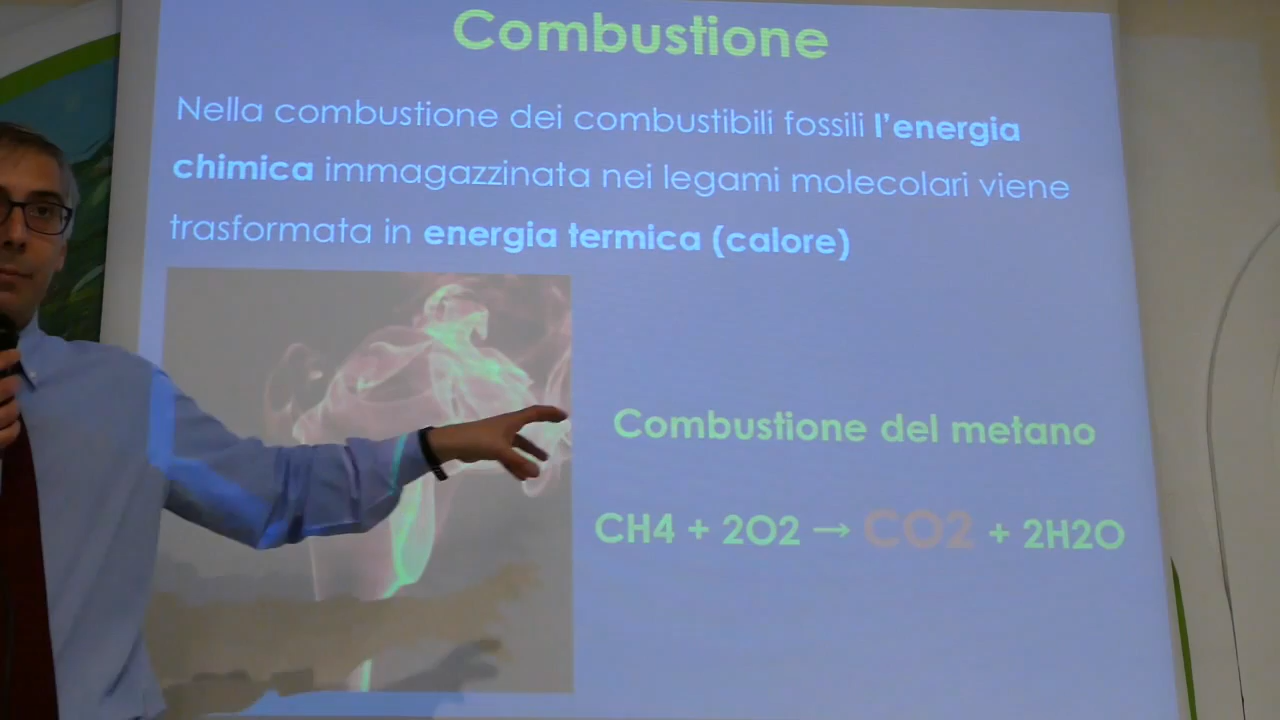 Combustione
Nella combustione dei combustibili fossili l'energia
chimica immagazzinata nei legami molecolari viene
trasformata in energia termica (calore)
Combustione del metano
CH4 + 2O2 → CO2 + 2H2O